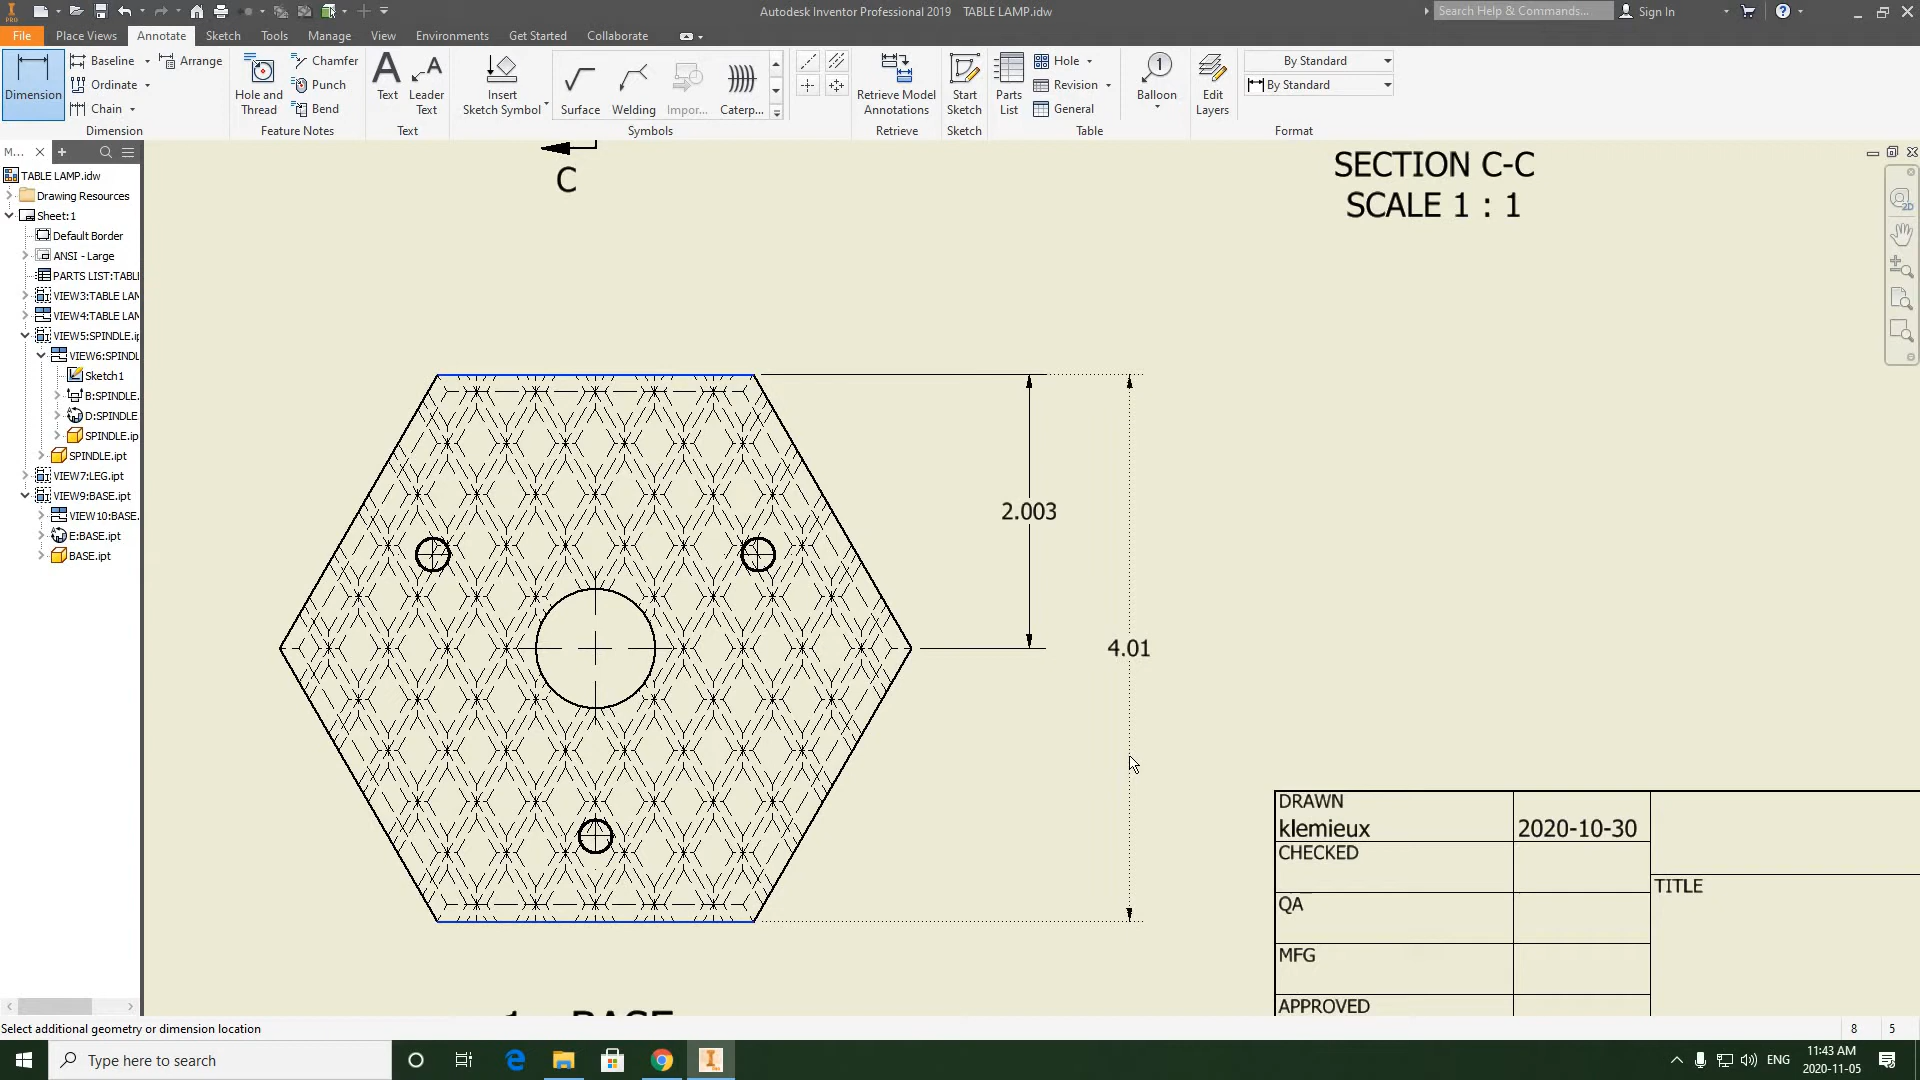 Autodesk Inventor Professional 2019 TABLE LAMP.idw
Search Help & Commands...
Sign In
File Place Views Annotate Sketch Tools Manage View Environments Get Started Collaborate
Dimension
Baseline
Ordinate
Chain
Arrange
Dimension
Hole and Thread
Chamfer
Punch
Bend
Feature Notes
Text
Leader Text
Text
Insert Sketch Symbol
Surface
Welding
Impor...
Caterp...
Symbols
Retrieve Model Annotations
Retrieve
Start Sketch
Sketch
Parts List
Hole
Revision
General
Table
1
Balloon
Edit Layers
By Standard
By Standard
Format
M...
TABLE LAMP.idw
Drawing Resources
Sheet:1
Default Border
ANSI - Large
PARTS LIST:TABL
VIEW3:TABLE LAM
VIEW4:TABLE LAM
VIEW5:SPINDLE.ip
VIEW6:SPINDL
Sketch1
B:SPINDLE.
D:SPINDLE
SPINDLE.ip
SPINDLE.ipt
VIEW7:LEG.ipt
VIEW9:BASE.ipt
VIEW10:BASE.
E:BASE.ipt
BASE.ipt
C
SECTION C-C
SCALE 1 : 1
2.003
4.01
DRAWN
klemieux
2020-10-30
CHECKED
QA
MFG
APPROVED
TITLE
Select additional geometry or dimension location
8 5
Type here to search
ENG
11:43 AM
2020-11-05